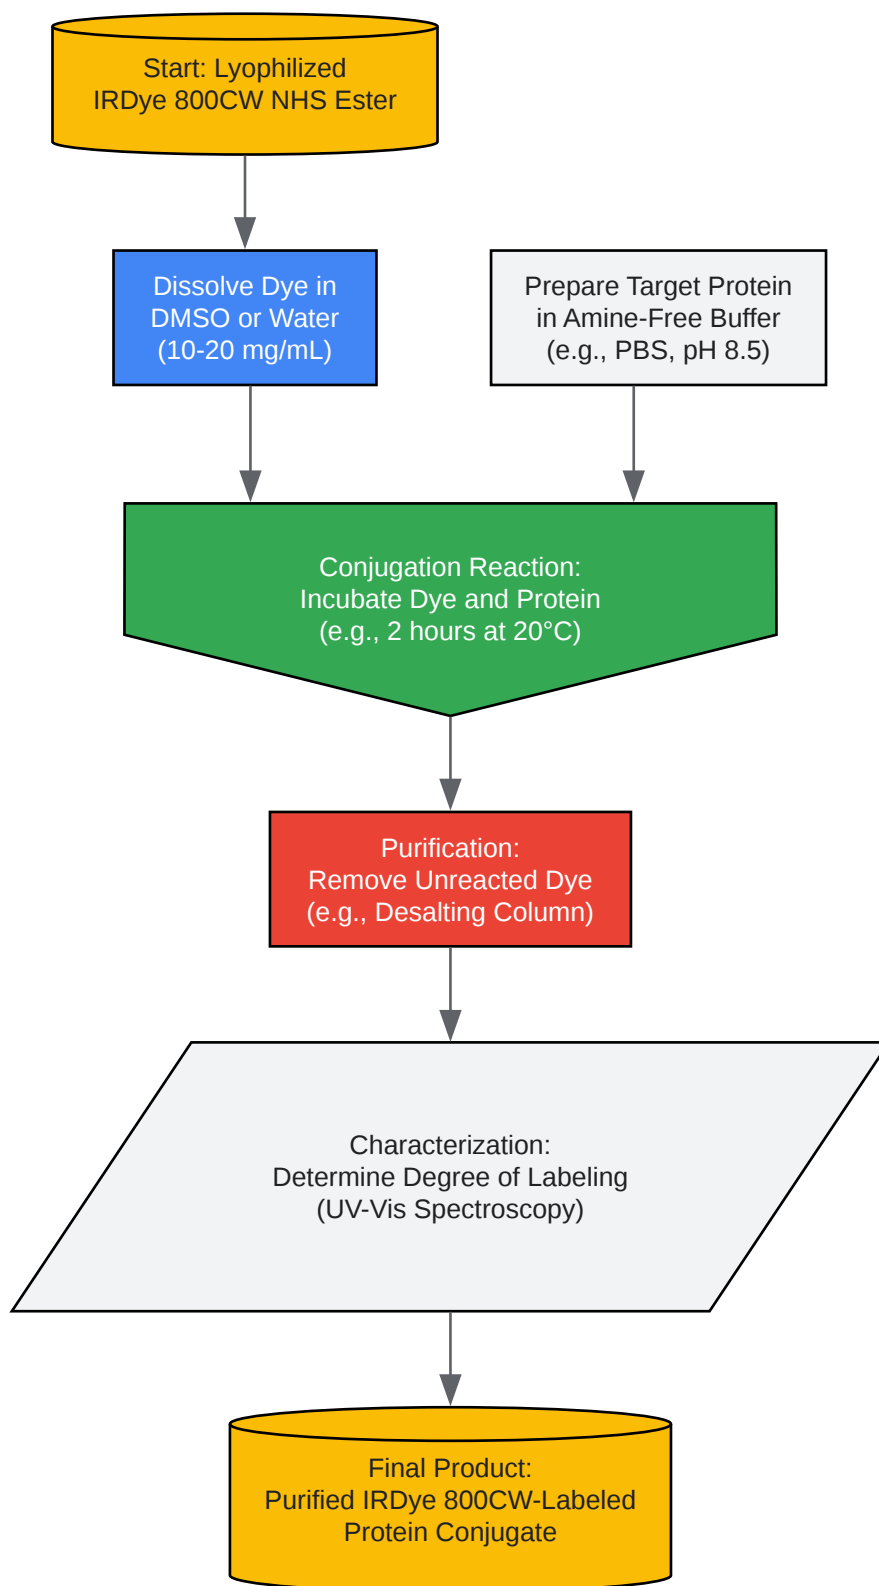 Start: Lyophilized
IRDye 800CW NHS Ester
Dissolve Dye in
DMSO or Water
(10-20 mg/mL)
Prepare Target Protein
in Amine-Free Buffer
(e.g., PBS, pH 8.5)
Conjugation Reaction:
Incubate Dye and Protein
(e.g., 2 hours at 20°C)
Purification:
Remove Unreacted Dye
(e.g., Desalting Column)
Characterization:
Determine Degree of Labeling
(UV-Vis Spectroscopy)
Final Product:
Purified IRDye 800CW-Labeled
Protein Conjugate